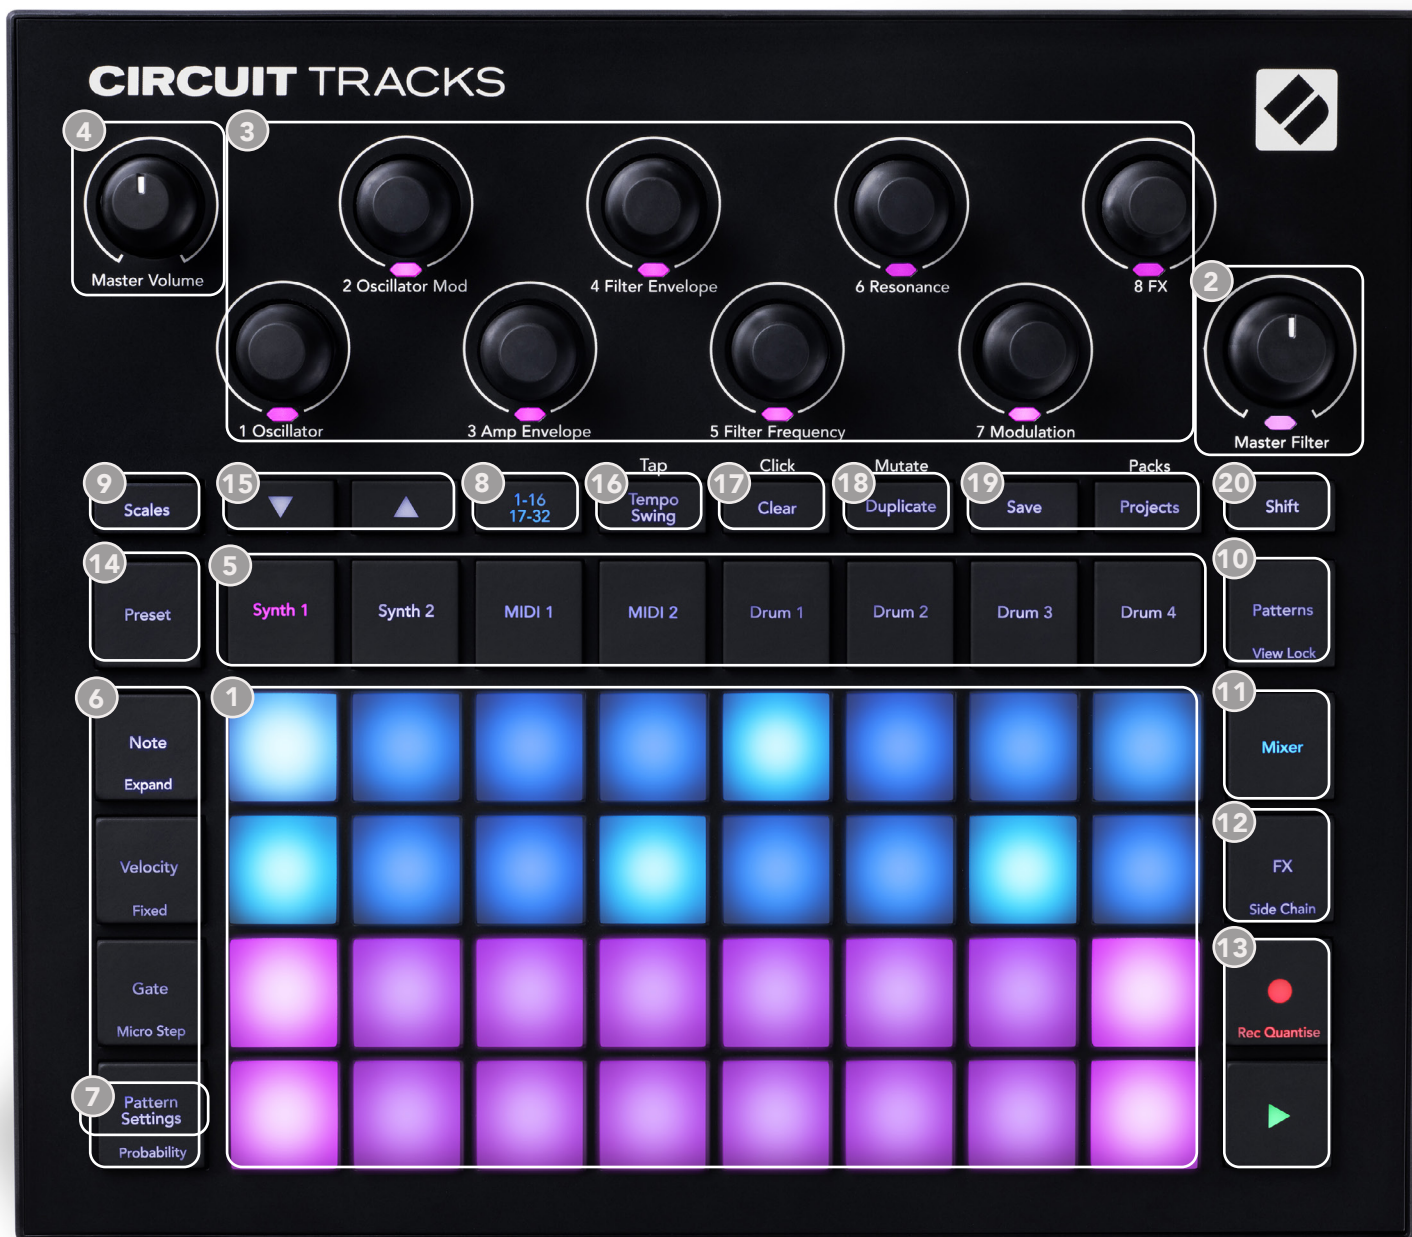 CIRCUIT TRACKS
4
3
Master Volume
2 Oscillator Mod
4 Filter Envelope
6 Resonance
8 FX
2
1 Oscillator
3 Amp Envelope
5 Filter Frequency
7 Modulation
Master Filter
Tap
Click
Mutate
Packs
9
Scales
15
8
1-16
17-32
16
Tempo
Swing
17
Clear
18
Duplicate
19
Save
Projects
20
Shift
14
Preset
5
Synth 1
Synth 2
MIDI 1
MIDI 2
Drum 1
Drum 2
Drum 3
Drum 4
10
Patterns
View Lock
6
Note
Expand
1
11
Mixer
Velocity
Fixed
12
FX
Side Chain
Gate
Micro Step
13
Rec Quantise
7
Pattern
Settings
Probability